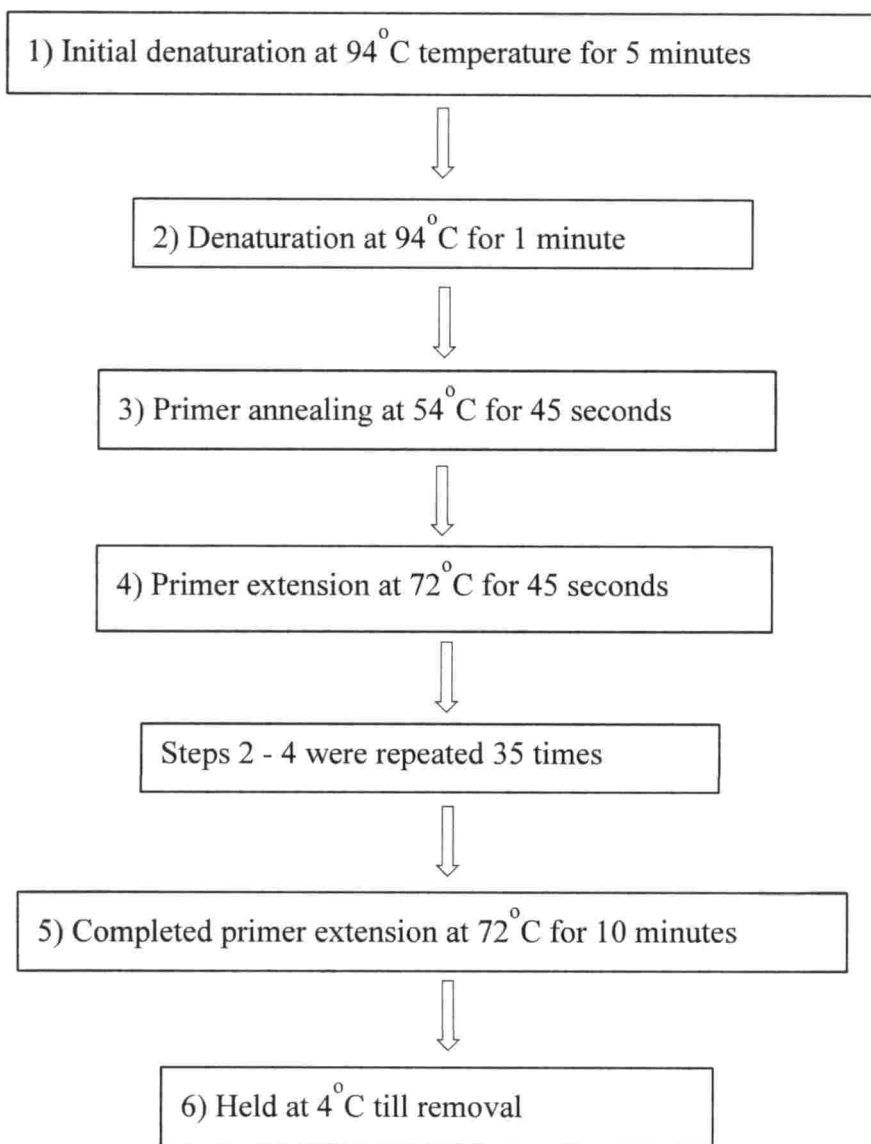 1) Initial denaturation at 94°C temperature for 5 minutes
2) Denaturation at 94°C for 1 minute
3) Primer annealing at 54°C for 45 seconds
4) Primer extension at 72°C for 45 seconds
Steps 2 - 4 were repeated 35 times
5) Completed primer extension at 72°C for 10 minutes
6) Held at 4°C till removal